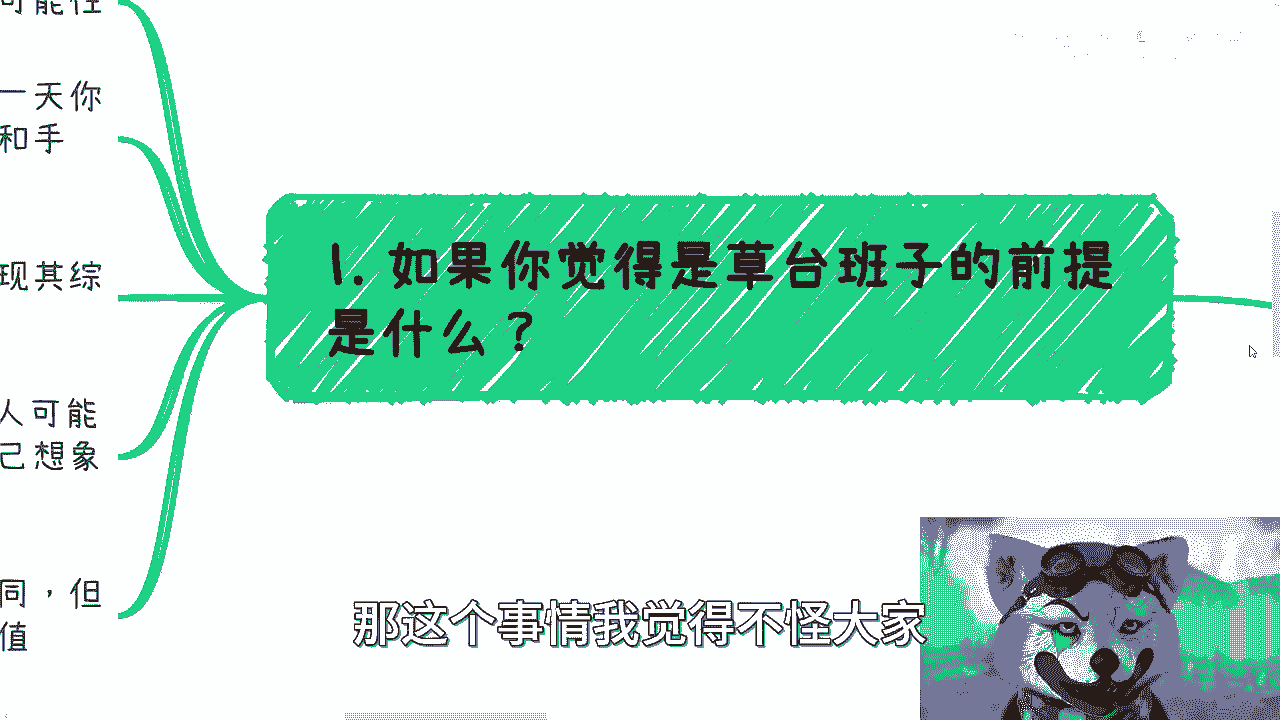 可能性
一天你
和手
现其综
人可能
己想象
同，但
值
1. 如果你觉得是草台班子的前提
是什么？
那这个事情我觉得不怪大家